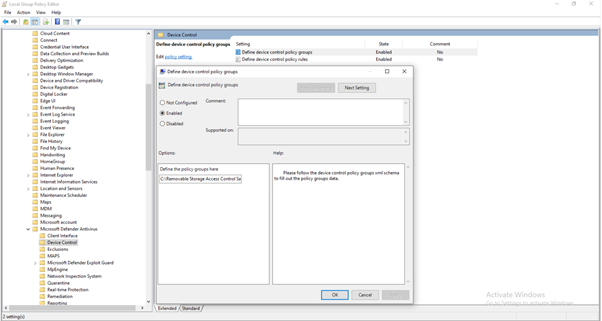 Local Group Policy Editor
File Action View Help
Cloud Content
Connect
Credential User Interface
Data Collection and Preview Builds
Delivery Optimization
Desktop Gadgets
Desktop Window Manager
Device and Driver Compatibility
Device Registration
Digital Locker
Edge UI
Event Forwarding
Event Log Service
Event Logging
Event Viewer
File Explorer
File History
Find My Device
Handwriting
HomeGroup
Human Presence
Internet Explorer
Internet Information Services
Location and Sensors
Maintenance Scheduler
Maps
MDM
Messaging
Microsoft account
Microsoft Defender Antivirus
Client Interface
Device Control
Exclusions
MAPS
Microsoft Defender Exploit Guard
MpEngine
Network Inspection System
Quarantine
Real-time Protection
Remediation
Reporting
Device Control
Define device control policy groups
Edit policy setting.
Setting State Comment
Define device control policy groups Enabled No
Define device control policy rules Enabled No
Define device control policy groups
Define device control policy groups
Next Setting
Not Configured
Enabled
Disabled
Comment:
Supported on:
Options:
Help:
Define the policy groups here
C:\Removable Storage Access Control Sa
Please follow the device control policy groups xml schema
to fill out the policy groups data.
OK Cancel
Extended Standard
Activate Windows
Go to Settings to activate Windows.
2 setting(s)